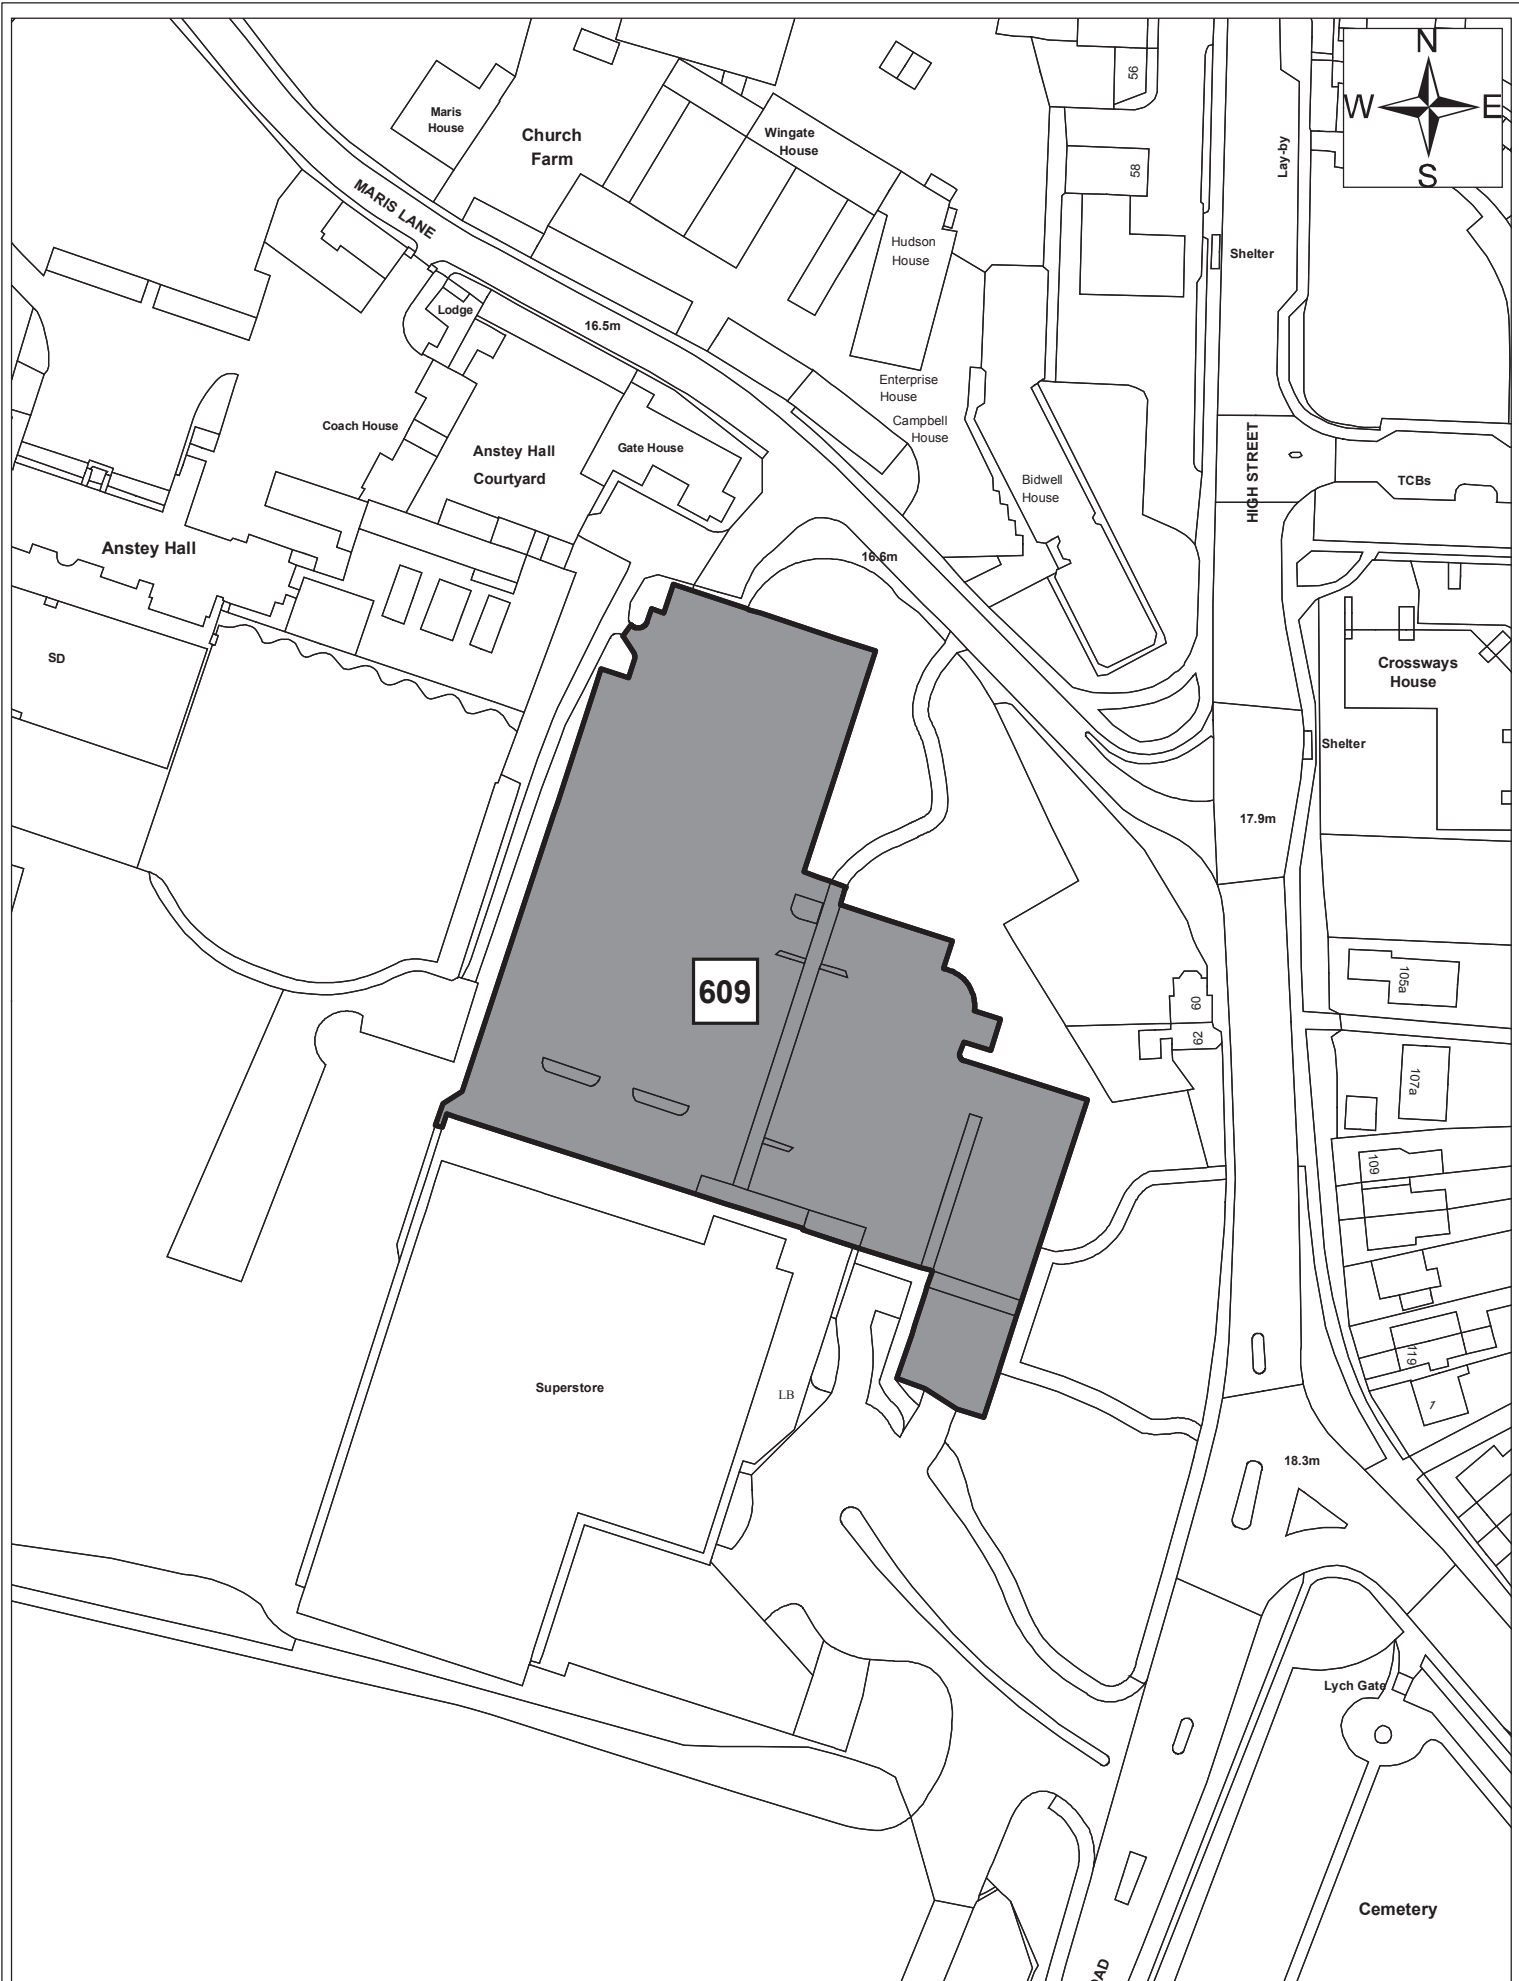 N
W E
S
56
Maris
House
Church
Farm
Wingate
House
Lay-by
58
MARIS LANE
Hudson
House
Shelter
Lodge
16.5m
Enterprise
House
Campbell
House
Coach House
Anstey Hall
Courtyard
Gate House
HIGH STREET
Bidwell
House
TCBs
Anstey Hall
16.6m
SD
Crossways
House
Shelter
17.9m
609
105a
60
62
107a
109
119
Superstore
LB
7
18.3m
Lych Gate
Cemetery
OAD